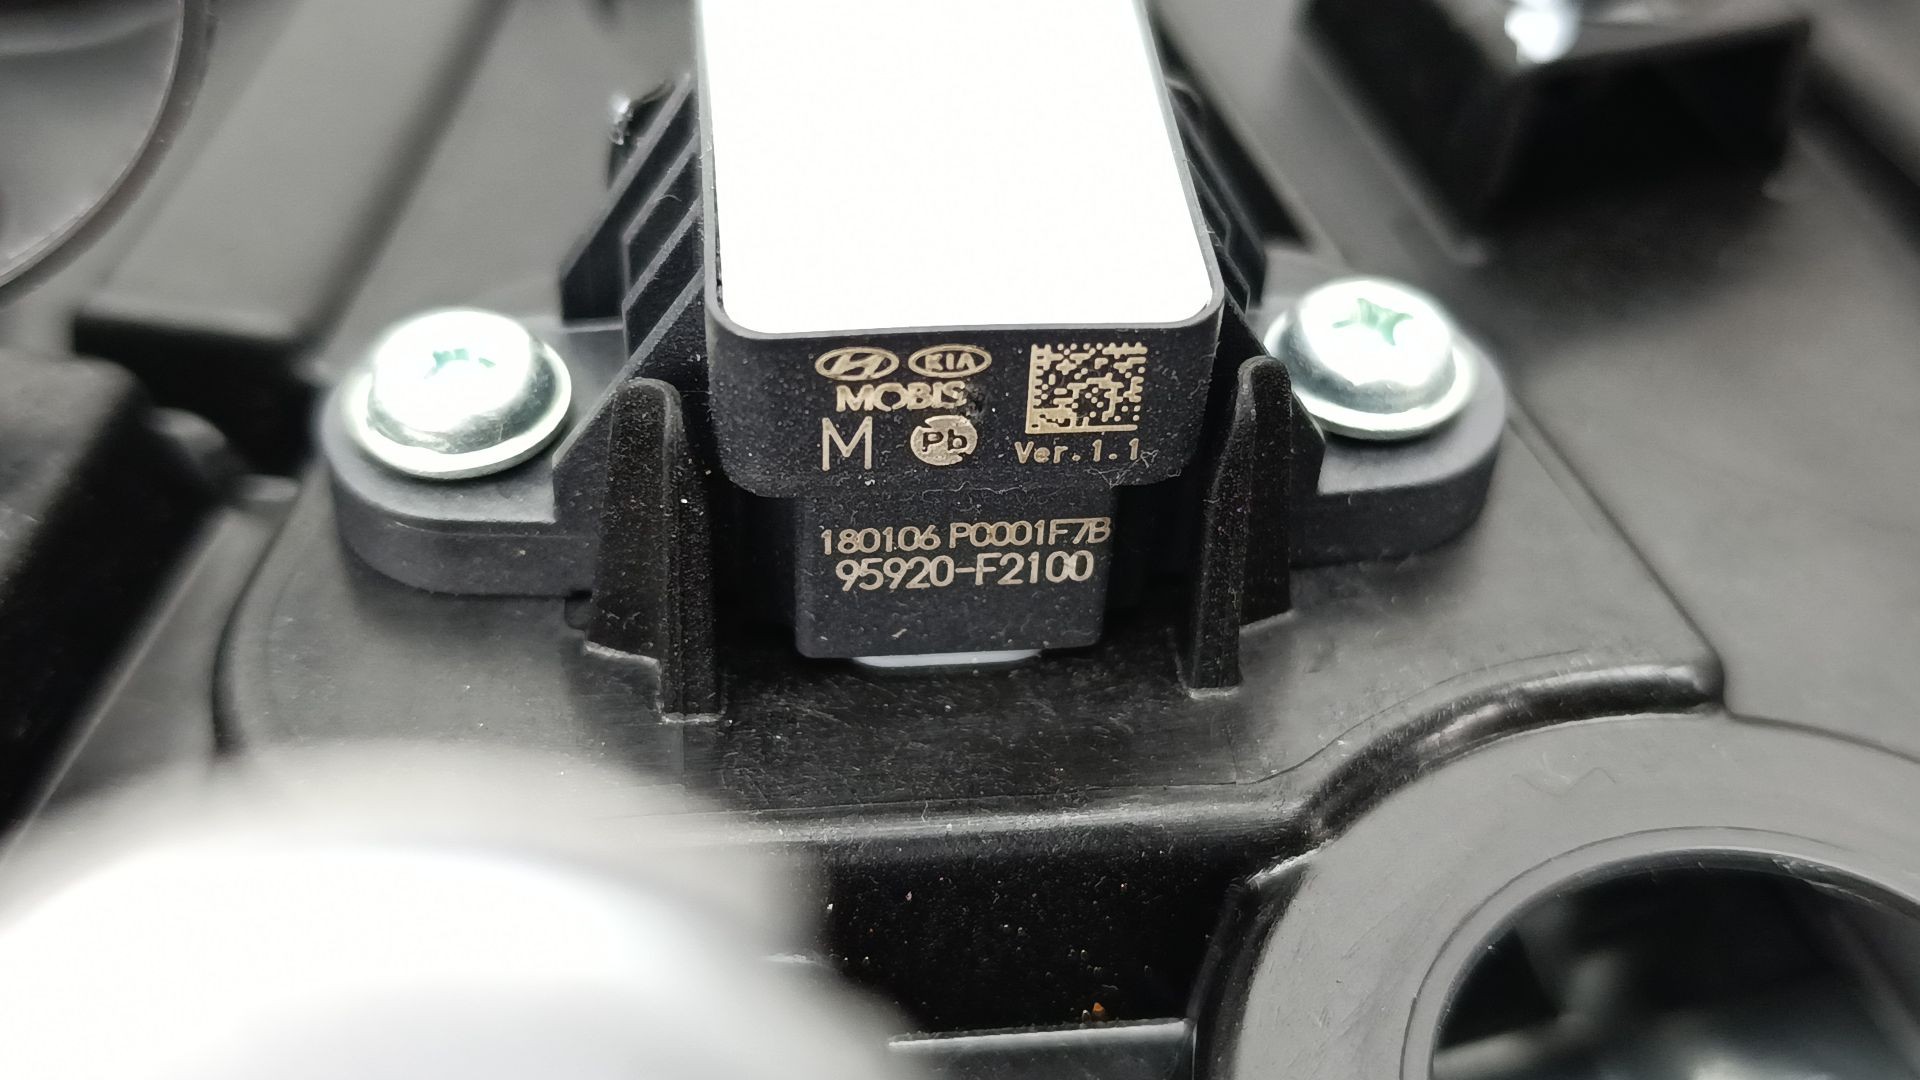 KIA
MOBIS
M Pb
Ver.1.1
180106 P0001F7B
95920-F2100